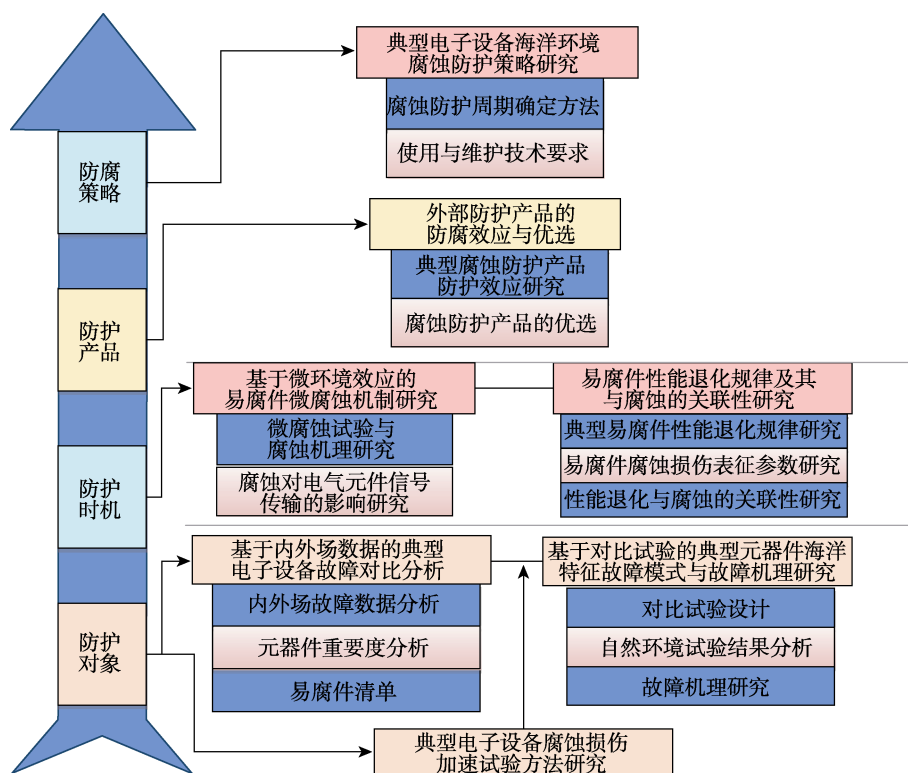 典型电子设备海洋环境
腐蚀防护策略研究
腐蚀防护周期确定方法
使用与维护技术要求
防腐
策略
外部防护产品的
防腐效应与优选
典型腐蚀防护产品
防护效应研究
腐蚀防护产品的优选
防护
产品
基于微环境效应的
易腐件微腐蚀机制研究
微腐蚀试验与
腐蚀机理研究
腐蚀对电气元件信号
传输的影响研究
易腐件性能退化规律及其
与腐蚀的关联性研究
典型易腐件性能退化规律研究
易腐件腐蚀损伤表征参数研究
性能退化与腐蚀的关联性研究
防护
时机
基于内外场数据的典型
电子设备故障对比分析
内外场故障数据分析
元器件重要度分析
易腐件清单
基于对比试验的典型元器件海洋
特征故障模式与故障机理研究
对比试验设计
自然环境试验结果分析
故障机理研究
防护
对象
典型电子设备腐蚀损伤
加速试验方法研究